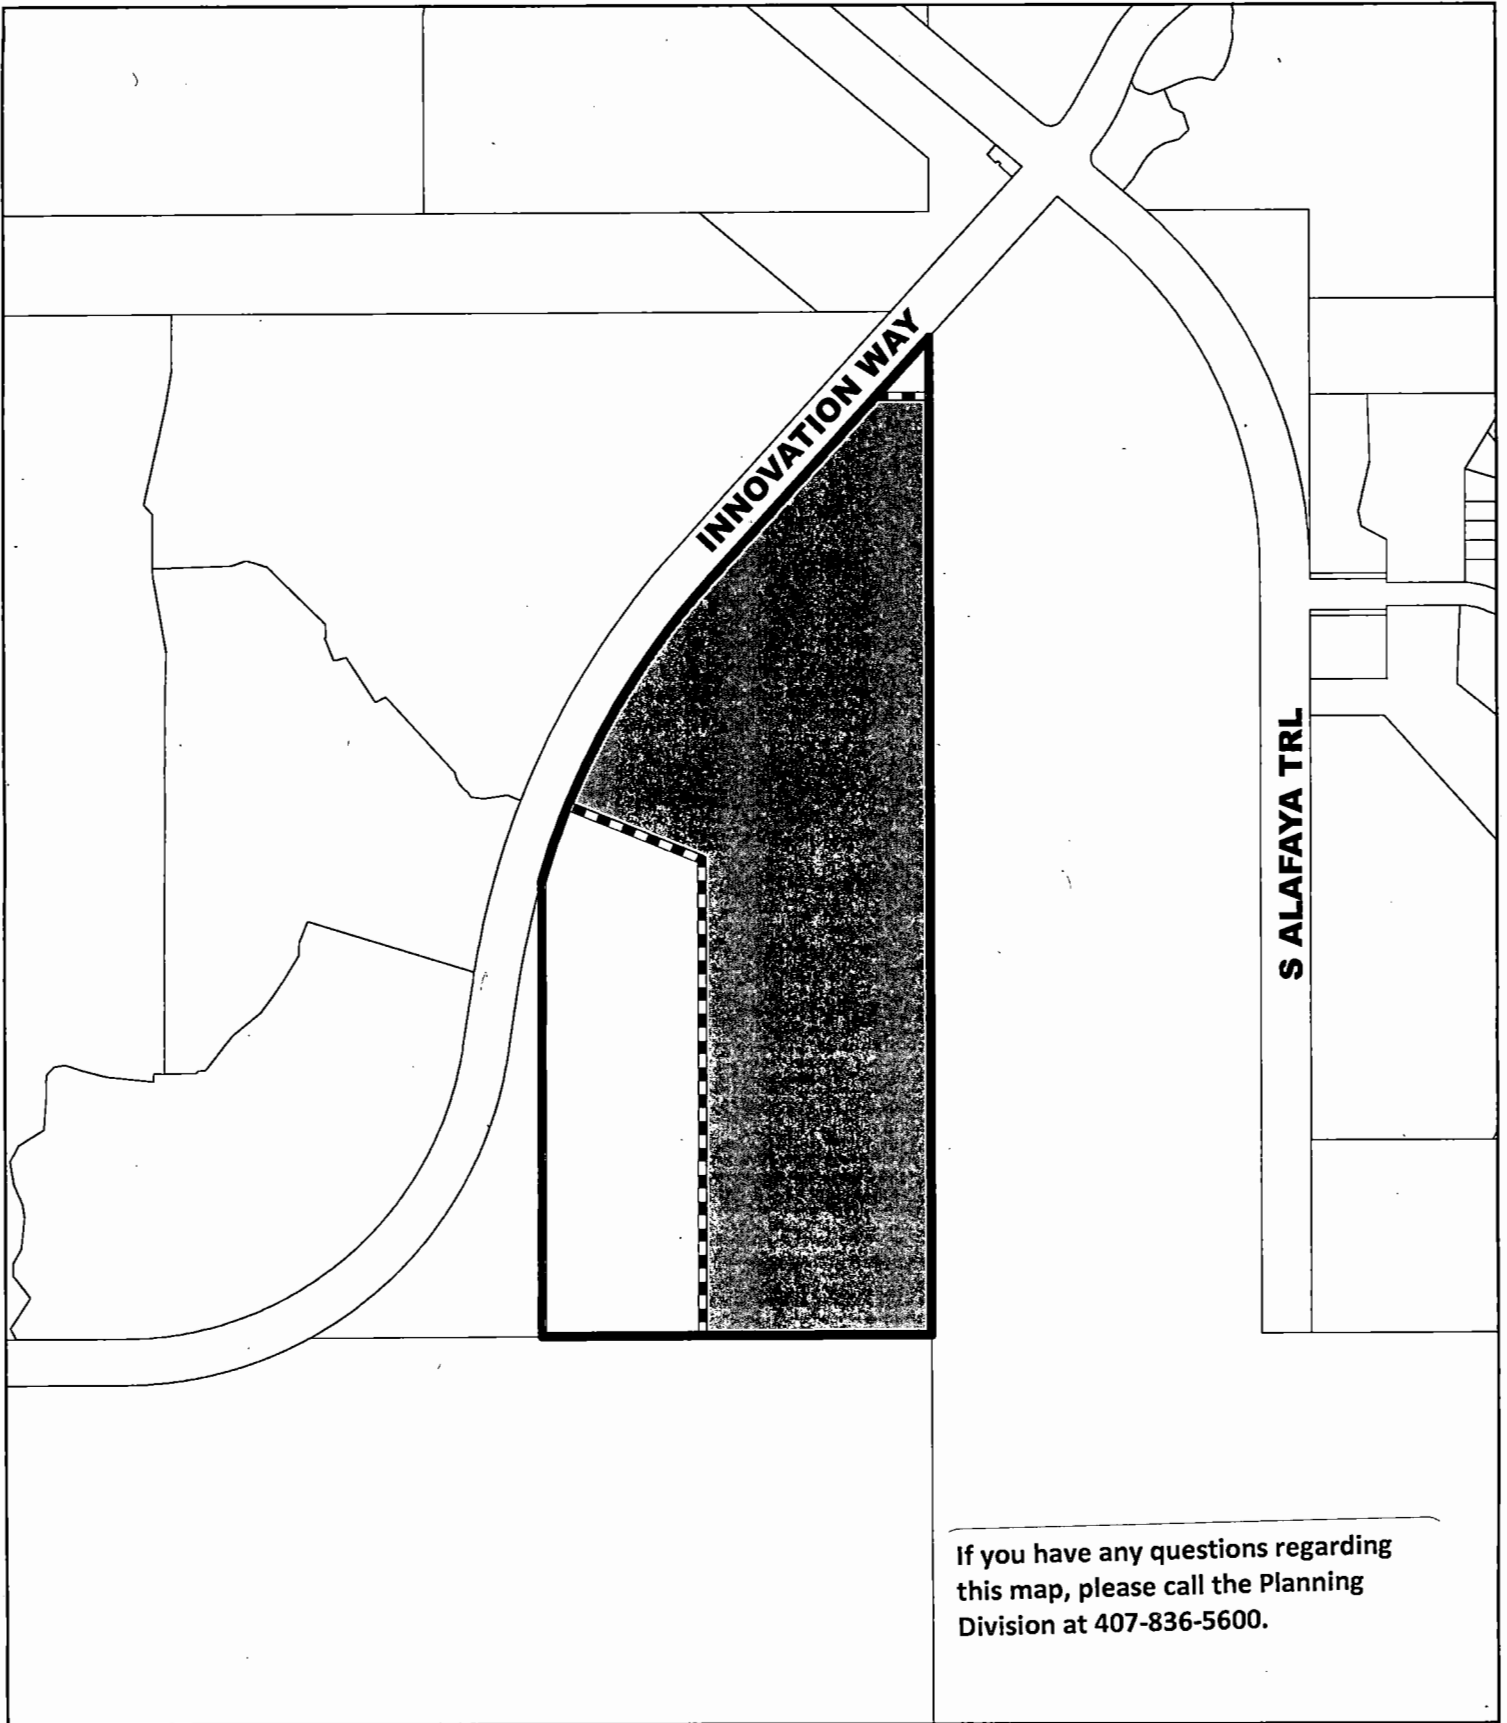 INNOVATION WAY
S ALAFAYA TRL
If you have any questions regarding
this map, please call the Planning
Division at 407-836-5600.